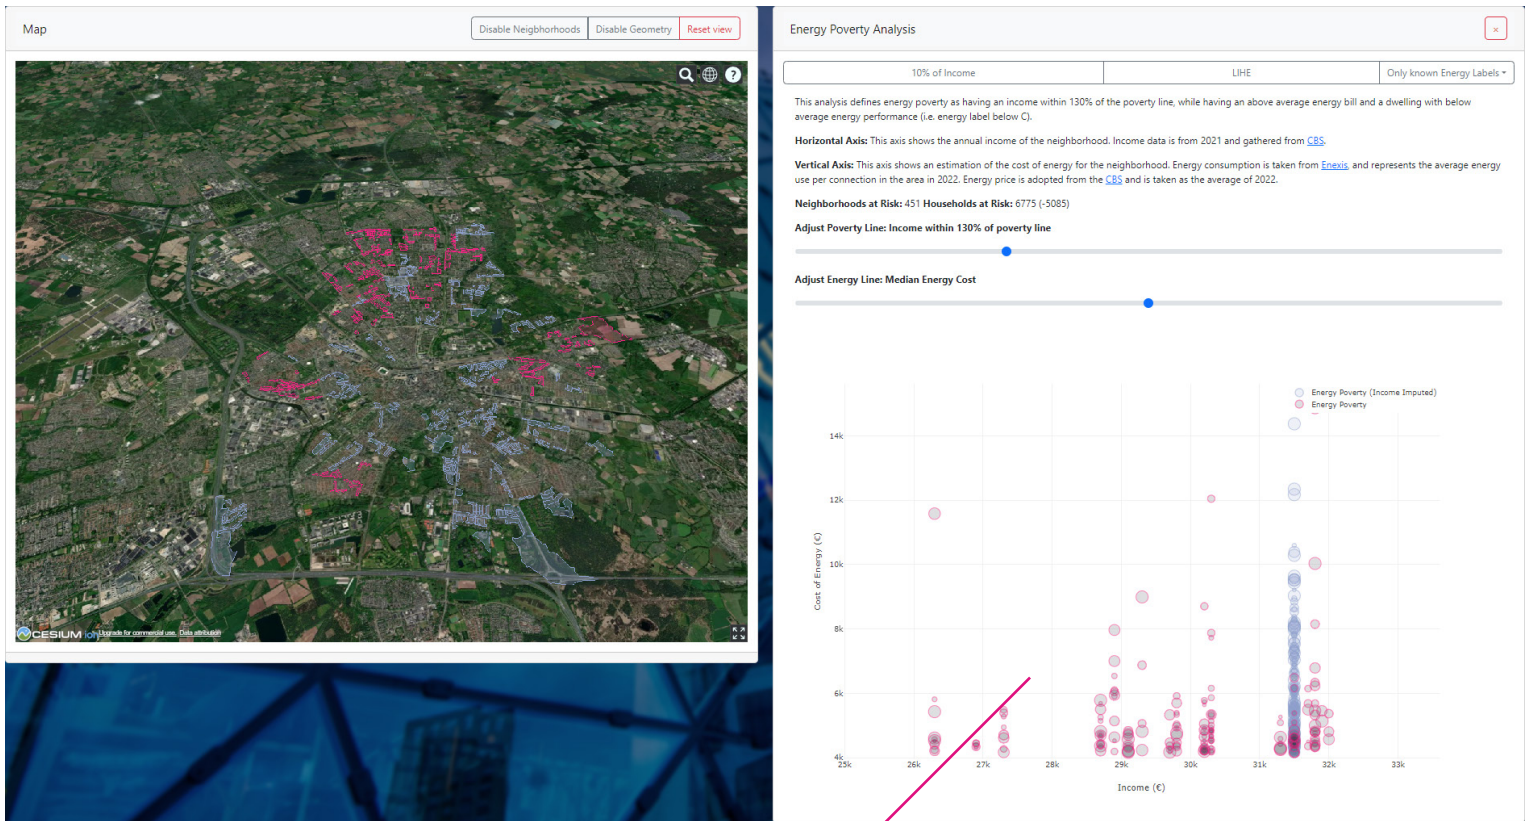 Map
Disable Neigbhorhoods
Disable Geometry
Reset view
?
CESIUM ion Upgrade for commercial use. Data attribution
Energy Poverty Analysis
×
10% of Income
LIHE
Only known Energy Labels
This analysis defines energy poverty as having an income within 130% of the poverty line, while having an above average energy bill and a dwelling with below
average energy performance (i.e. energy label below C).
Horizontal Axis: This axis shows the annual income of the neighborhood. Income data is from 2021 and gathered from CBS.
Vertical Axis: This axis shows an estimation of the cost of energy for the neighborhood. Energy consumption is taken from Enexis, and represents the average energy
use per connection in the area in 2022. Energy price is adopted from the CBS and is taken as the average of 2022.
Neighborhoods at Risk: 451 Households at Risk: 6775 (-5085)
Adjust Poverty Line: Income within 130% of poverty line
Adjust Energy Line: Median Energy Cost
Energy Poverty (Income Imputed)
Energy Poverty
14k
12k
10k
8k
6k
4k
Cost of Energy (€)
25k
26k
27k
28k
29k
30k
31k
32k
33k
Income (€)